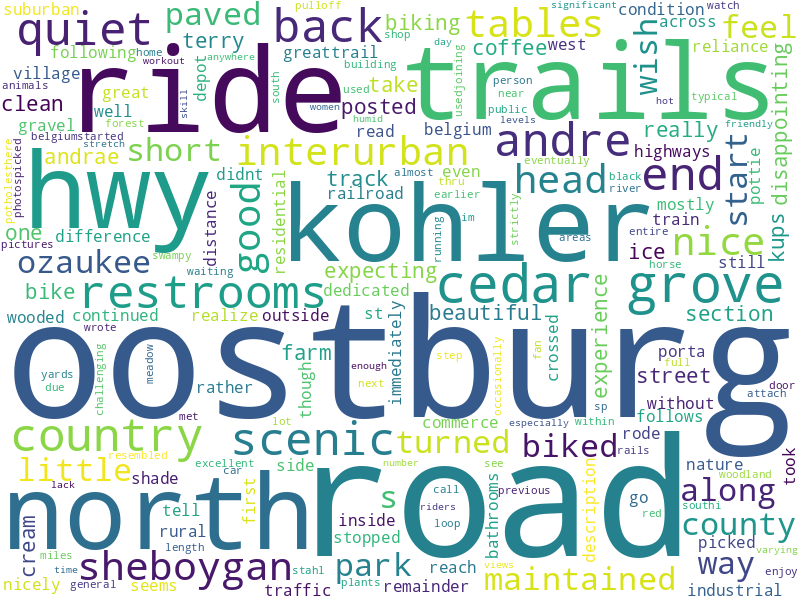 suburban
quiet
paved
back
biking
tables
pulloff
significant
watch
condition
across
feel
following
home
terry
shop
coffee
west
wish
reliance
village
workout
depot
greattrail
day
building
person
hot
typical
animals
great
ride
anywhere
take
used
near
trails
usedjoining
clean
well
skill
south
women
posted
public
levels
friendly
gravel
forest
humid
read
belgium
andre
really
disappointing
belgiumstarted
stretch
short
interurban
eventually
highways
potholesthere
photospicked
andrae
didnt
track
almost
thru
even
head
black
river
end
start
pottie
hwy
good
distance
residential
railroad
earlier
running
im
kohler
strictly
areas
entire
mostly
train
kups
one
difference
pictures
swampy
waiting
expecting
ice
still
nice
ozaukee
bike
restrooms
dedicated
cedar
horse
grove
wooded
continued
realize
outside
st
beautiful
experience
section
wrote
immediately
crossed
oostburg
yards
due
challenging
meadow
rather
farm
though
enough
next
step
occasionally
fan
sp
porta
full
street
door
attach
without
follows
met
lot
commerce
especially
within
rode
country
scenic
turned
biked
rails
nature
took
little
resembled
lack
shade
excellent
car
side
number
see
description
woodland
north
tell
first
s
call
riders
loop
previous
road
bathrooms
go
red
along
southi
cream
rural
inside
stopped
county
miles
time
length
sheboygan
park
reach
picked
way
varying
nicely
general
seems
stahl
traffic
plants
remainder
views
maintained
industrial
enjoy